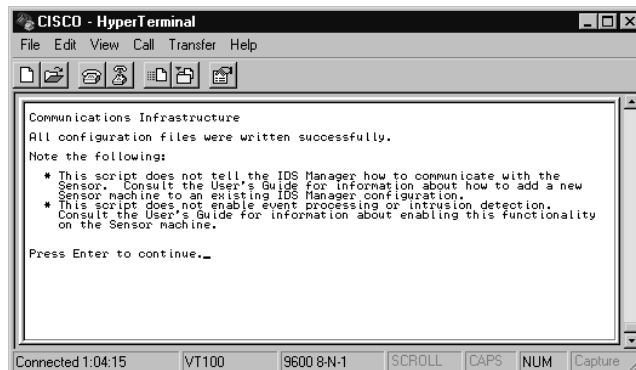 CISCO - HyperTerminal
File Edit View Call Transfer Help
Communications Infrastructure
All configuration files were written successfully.
Note the following:
* This script does not tell the IDS Manager how to communicate with the
Sensor. Consult the User's Guide for information about how to add a new
Sensor machine to an existing IDS Manager configuration.
* This script does not enable event processing or intrusion detection.
Consult the User's Guide for information about enabling this functionality
on the Sensor machine.
Press Enter to continue._
Connected 1:04:15 VT100 9600 8-N-1 SCROLL CAPS NUM Capture